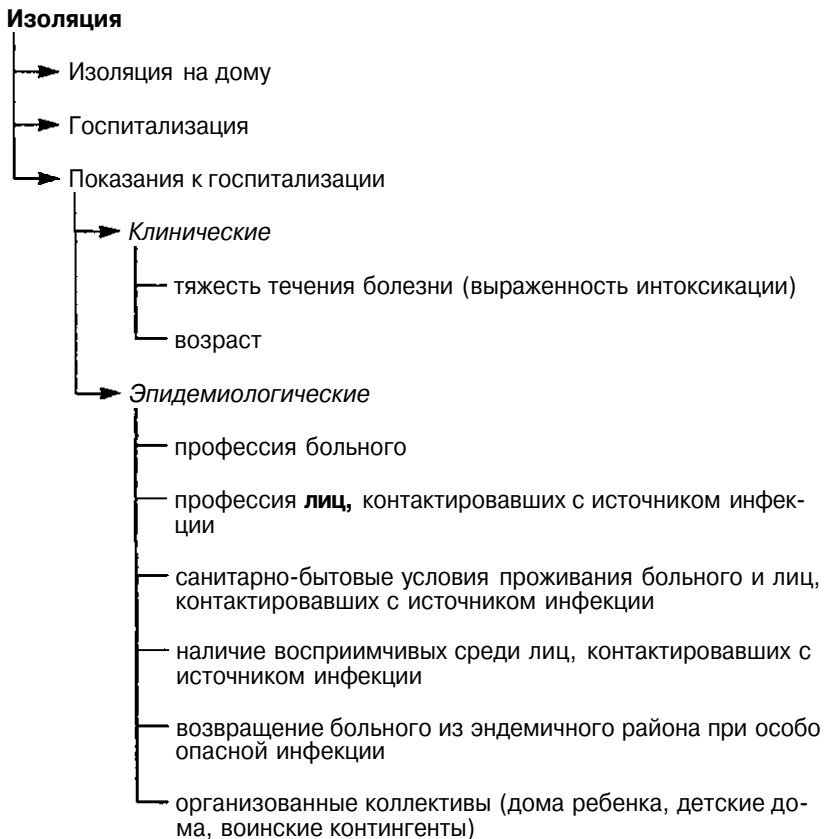 Изоляция
Изоляция на дому
Госпитализация
Показания к госпитализации
Клинические
тяжесть течения болезни (выраженность интоксикации)
возраст
Эпидемиологические
профессия больного
профессия лиц, контактировавших с источником инфек-
ции
санитарно-бытовые условия проживания больного и лиц,
контактировавших с источником инфекции
наличие восприимчивых среди лиц, контактировавших с
источником инфекции
возвращение больного из эндемичного района при особо
опасной инфекции
организованные коллективы (дома ребенка, детские до-
ма, воинские контингенты)